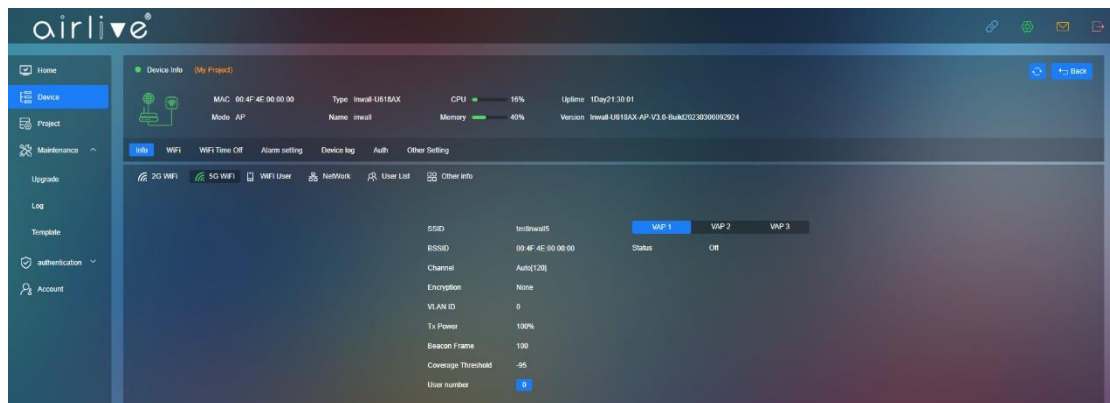 airlive®
Home
Device
Project
Maintenance
Upgrade
Log
Template
authentication
Account
Device Info (My Project)
Back
MAC 00:4F:4E:00:00:00 Type Inwall-U618AX CPU 16% Uptime 1Day21:30:01
Mode AP Name inwall Memory 40% Version Inwall-U618AX-AP-V3.0-Build20230306092924
Info WiFi WiFi Time Off Alarm setting Device log Auth Other Setting
2G WiFi 5G WiFi WiFi User NetWork User List Other info
SSID testinwall5 VAP 1 VAP 2 VAP 3
BSSID 00:4F:4E:00:00:00 Status Off
Channel Auto[120]
Encryption None
VLAN ID 0
Tx Power 100%
Beacon Frame 100
Coverage Threshold -95
User number 0